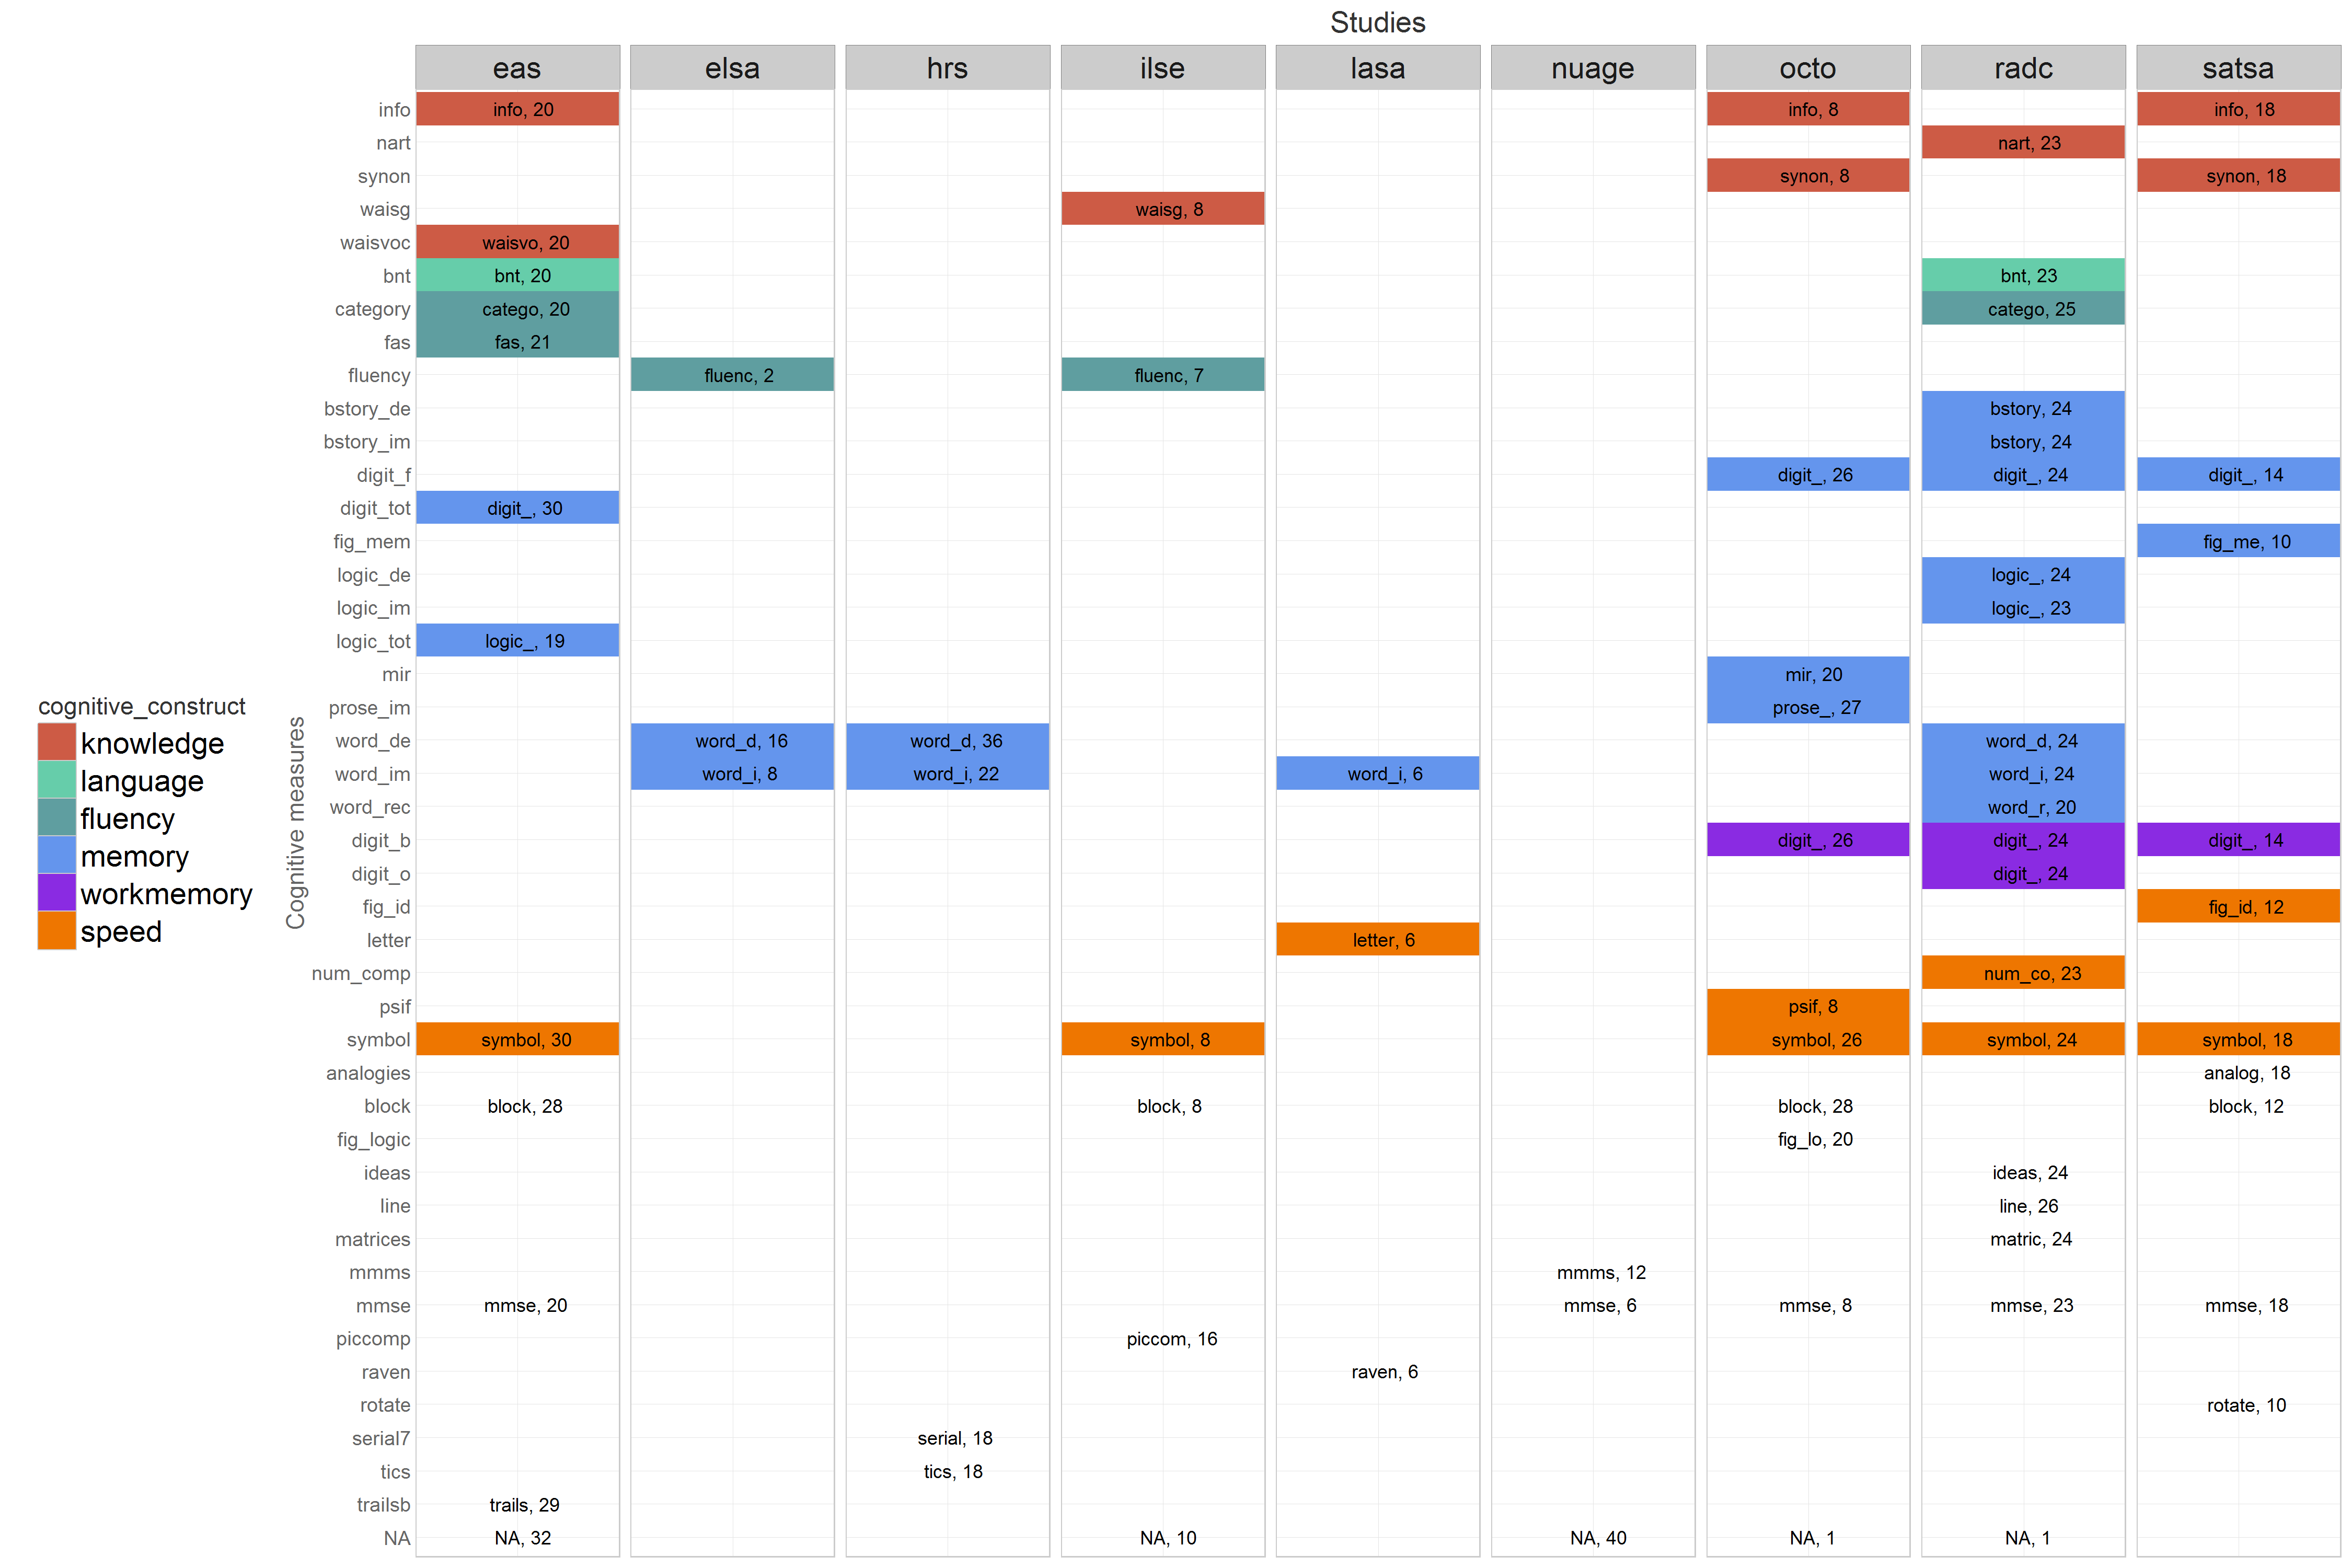 Studies
eas elsa hrs ilse lasa nuage octo radc satsa
info info, 20 info, 8 info, 18
nart nart, 23
synon synon, 8 synon, 18
waisg waisg, 8
waisvoc waisvo, 20
bnt bnt, 20 bnt, 23
category catego, 20 catego, 25
fas fas, 21
fluency fluenc, 2 fluenc, 7
bstory_de bstory, 24
bstory_im bstory, 24
digit_f digit_, 26 digit_, 24 digit_, 14
digit_tot digit_, 30
fig_mem fig_me, 10
logic_de logic_, 24
logic_im logic_, 23
logic_tot logic_, 19
mir mir, 20
prose_im prose_, 27
word_de word_d, 16 word_d, 36 word_d, 24
word_im word_i, 8 word_i, 22 word_i, 6 word_i, 24
word_rec word_r, 20
digit_b digit_, 26 digit_, 24 digit_, 14
digit_o digit_, 24
fig_id fig_id, 12
letter letter, 6
num_comp num_co, 23
psif psif, 8
symbol symbol, 30 symbol, 8 symbol, 26 symbol, 24 symbol, 18
analogies analog, 18
block block, 28 block, 8 block, 28 block, 12
fig_logic fig_lo, 20
ideas ideas, 24
line line, 26
matrices matric, 24
mmms mmms, 12
mmse mmse, 20 mmse, 6 mmse, 8 mmse, 23 mmse, 18
piccomp piccom, 16
raven raven, 6
rotate rotate, 10
serial7 serial, 18
tics tics, 18
trailsb trails, 29
NA NA, 32 NA, 10 NA, 40 NA, 1 NA, 1
Cognitive measures
cognitive_construct
knowledge
language
fluency
memory
workmemory
speed